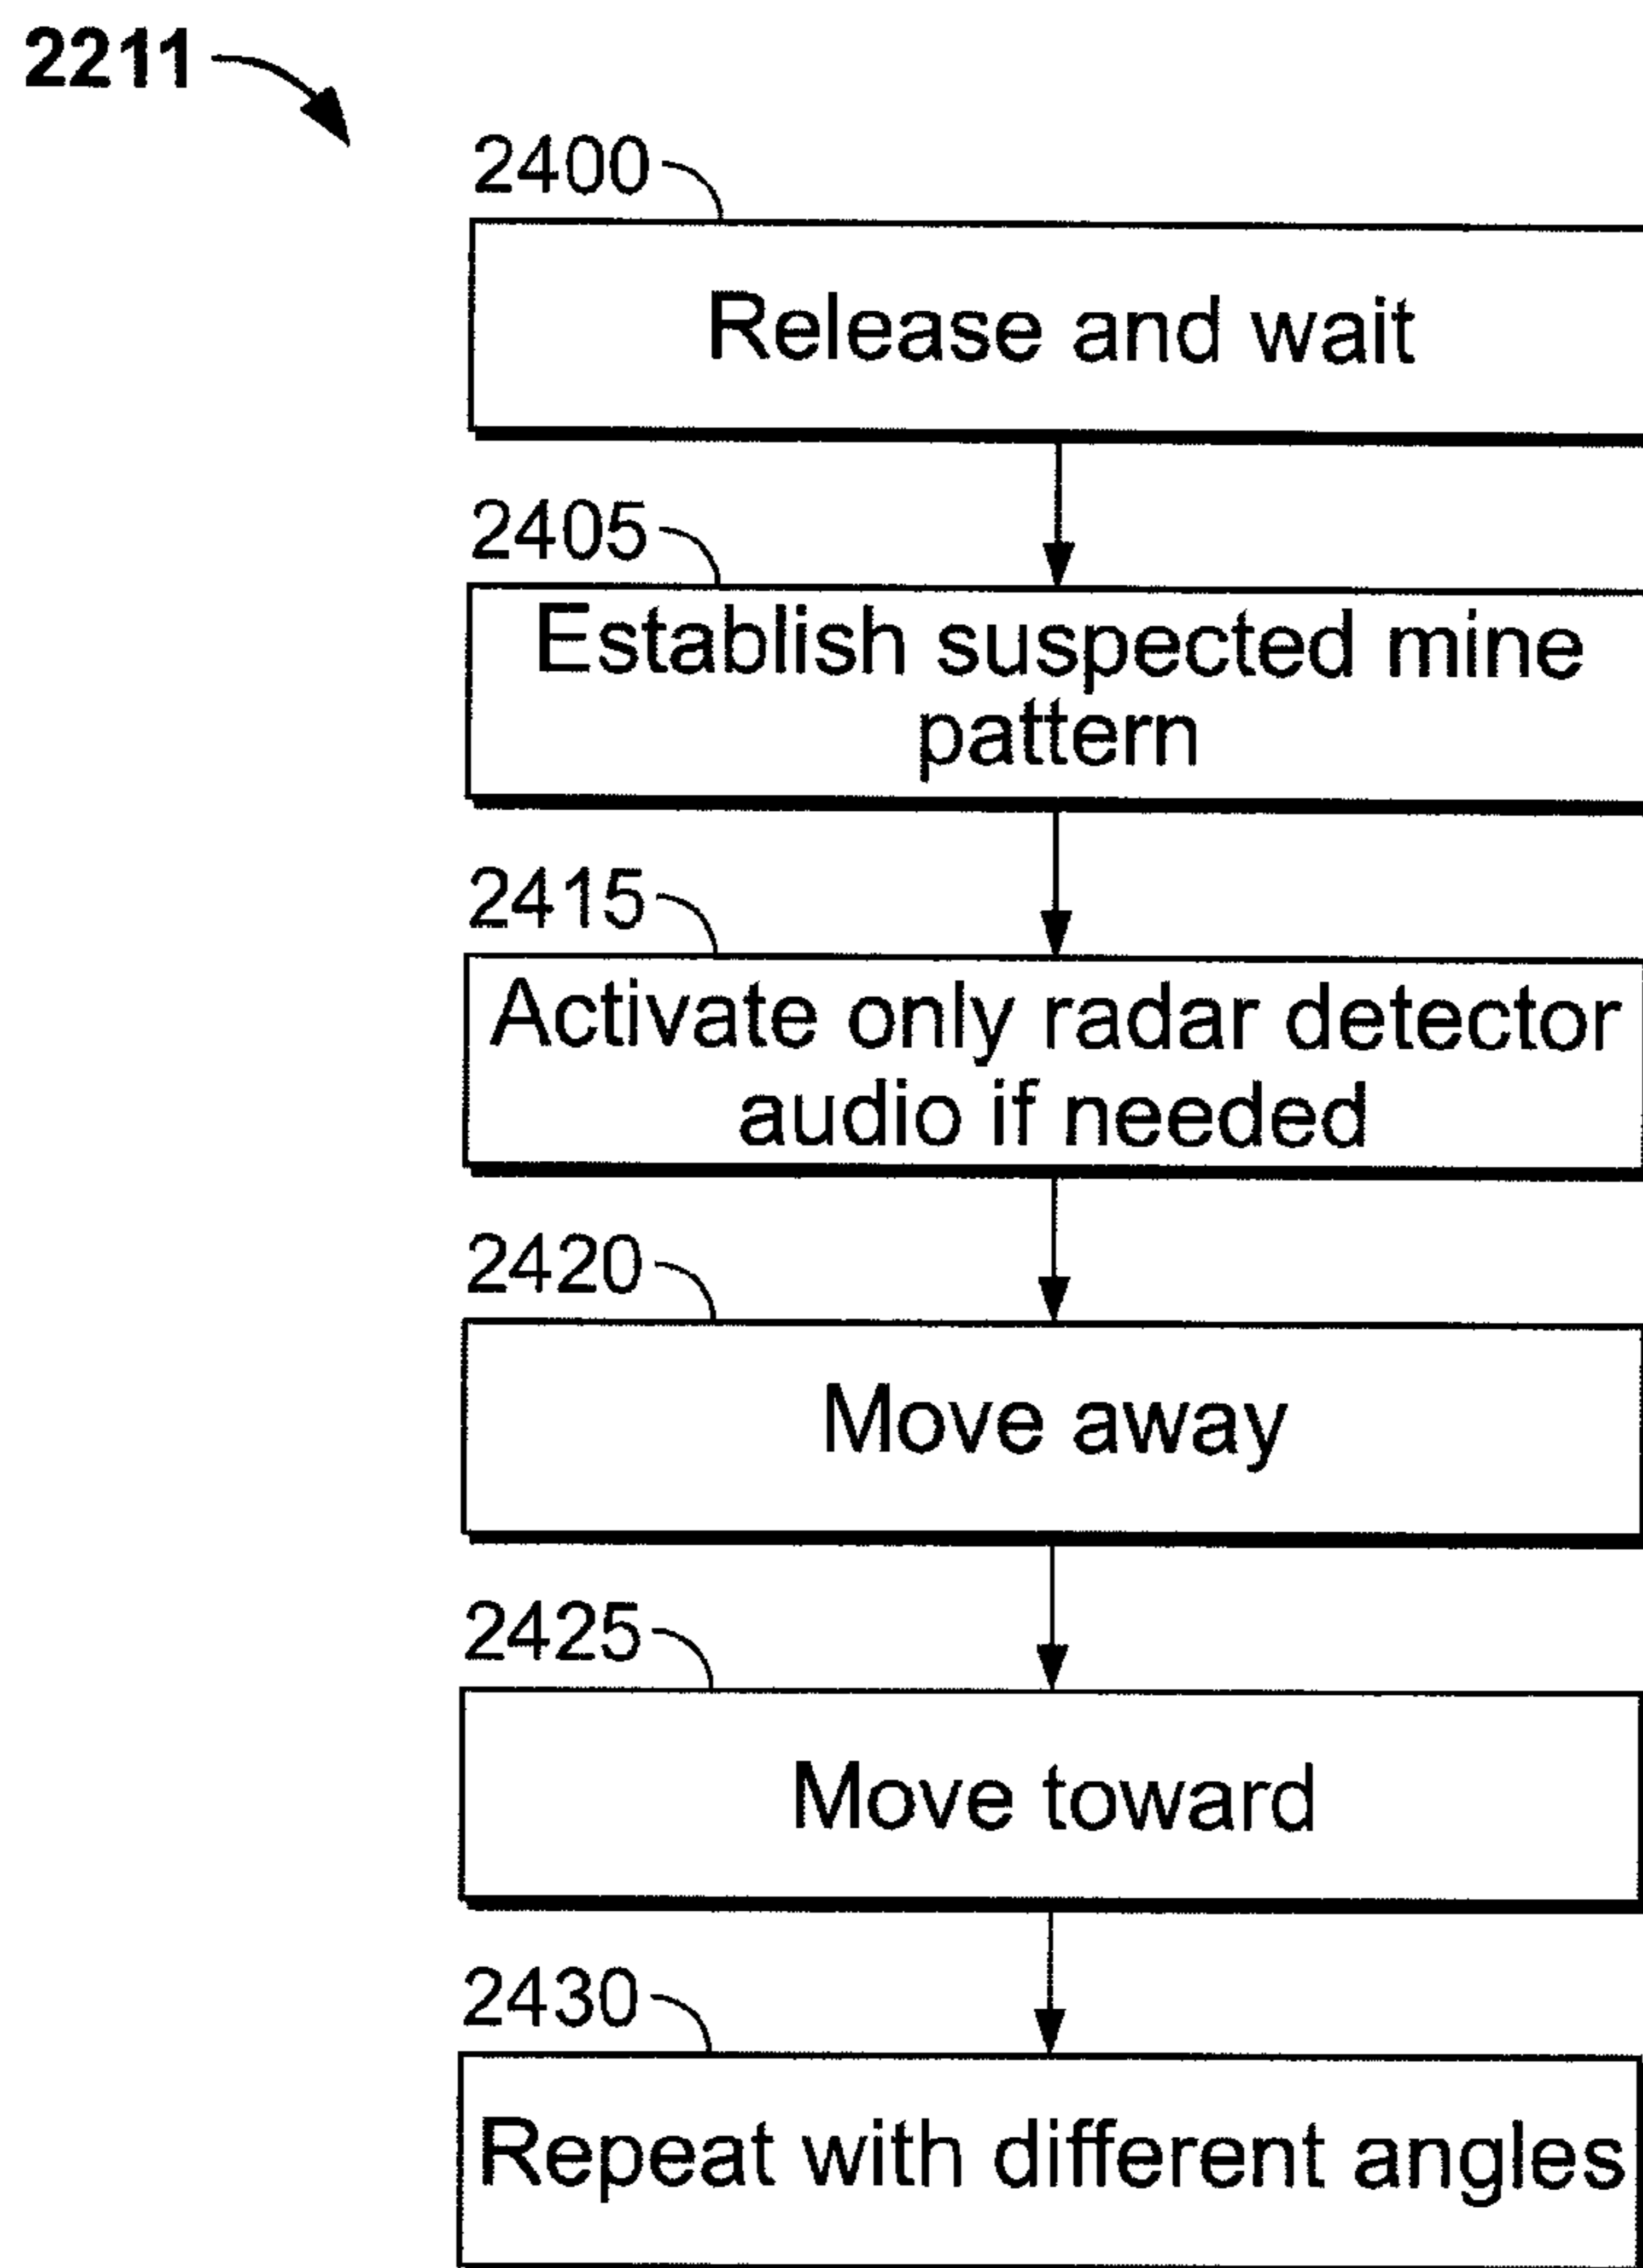 2211
2400
Release and wait
2405
Establish suspected mine
pattern
2415
Activate only radar detector
audio if needed
2420
Move away
2425
Move toward
2430
Repeat with different angles